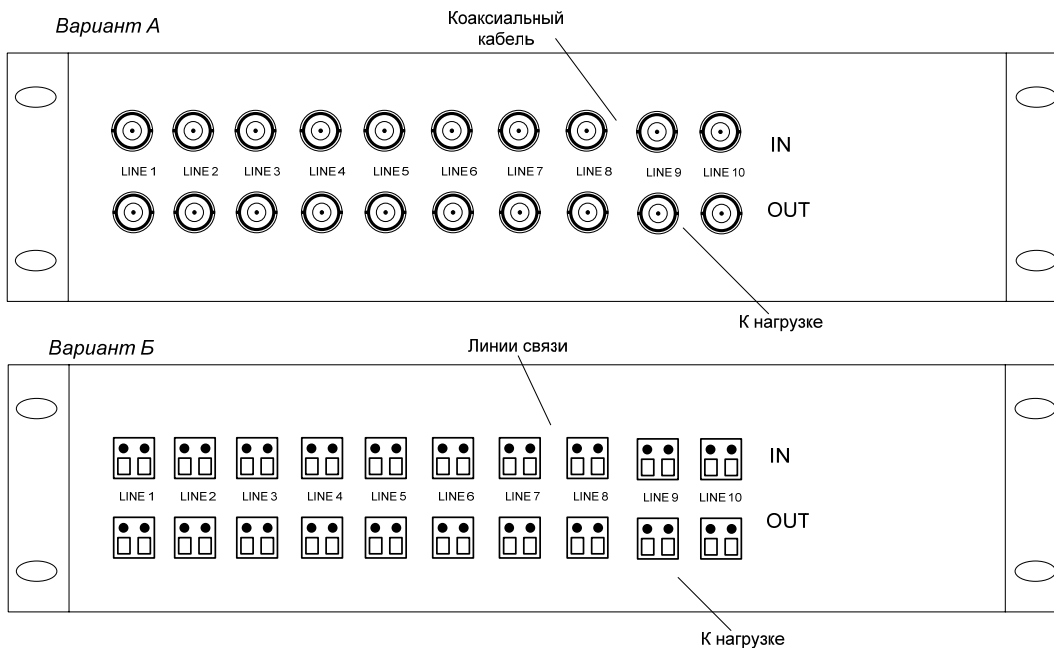 Вариант А
Коаксиальный
кабель
IN
LINE 1 LINE 2 LINE 3 LINE 4 LINE 5 LINE 6 LINE 7 LINE 8 LINE 9 LINE 10
OUT
К нагрузке
Вариант Б
Линии связи
IN
LINE 1 LINE 2 LINE 3 LINE 4 LINE 5 LINE 6 LINE 7 LINE 8 LINE 9 LINE 10
OUT
К нагрузке